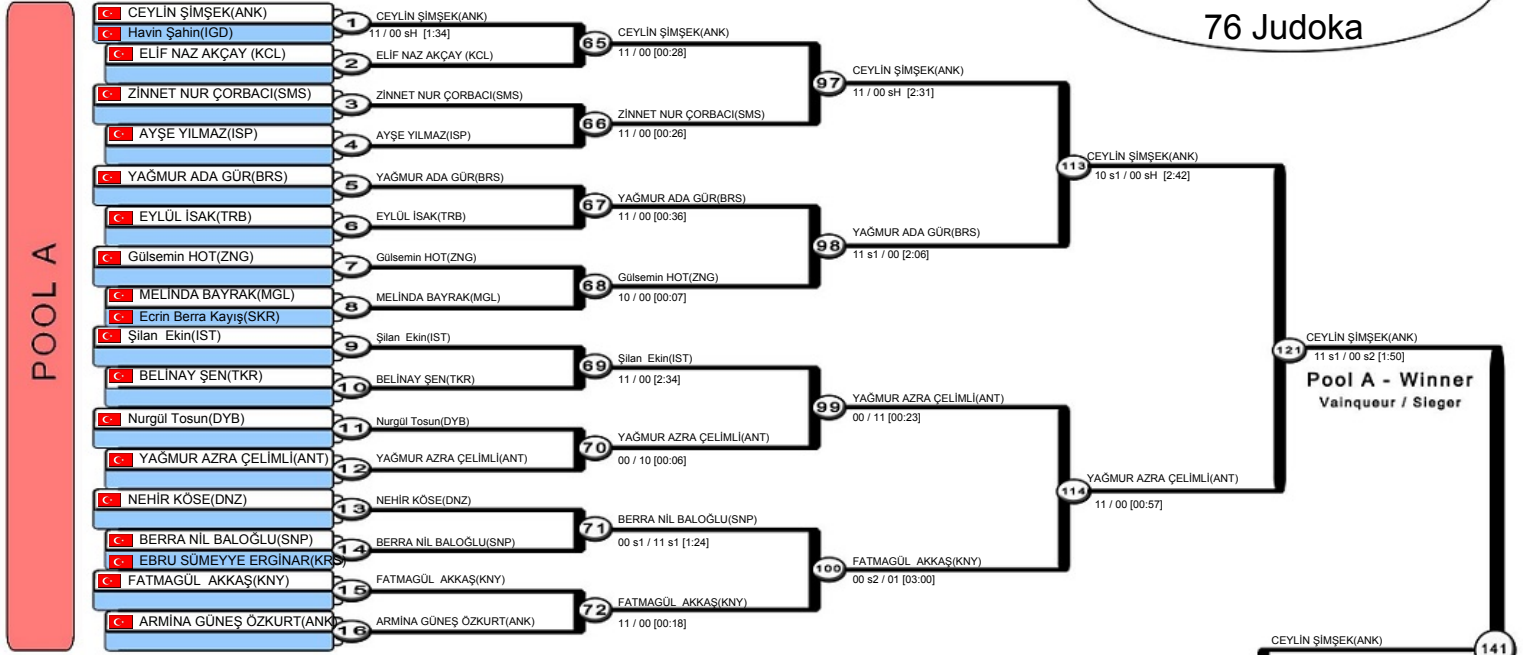 76 Judoka
POOL A
CEYLİN ŞİMŞEK(ANK)
Havin Şahin(IGD)
ELİF NAZ AKÇAY (KCL)
ZİNNET NUR ÇORBACI(SMS)
AYŞE YILMAZ(ISP)
YAĞMUR ADA GÜR(BRS)
EYLÜL İSAK(TRB)
Gülsemin HOT(ZNG)
MELİNDA BAYRAK(MGL)
Ecrin Berra Kayış(SKR)
Şilan Ekin(IST)
BELİNAY ŞEN(TKR)
Nurgül Tosun(DYB)
YAĞMUR AZRA ÇELİMLİ(ANT)
NEHİR KÖSE(DNZ)
BERRA NİL BALOĞLU(SNP)
EBRU SÜMEYYE ERGİNAR(KRS)
FATMAGÜL AKKAŞ(KNY)
ARMİNA GÜNEŞ ÖZKURT(ANK)
1
CEYLİN ŞİMŞEK(ANK)
11 / 00 sH [1:34]
2
ELİF NAZ AKÇAY (KCL)
3
ZİNNET NUR ÇORBACI(SMS)
4
AYŞE YILMAZ(ISP)
5
YAĞMUR ADA GÜR(BRS)
6
EYLÜL İSAK(TRB)
7
Gülsemin HOT(ZNG)
8
MELİNDA BAYRAK(MGL)
9
Şilan Ekin(IST)
10
BELİNAY ŞEN(TKR)
11
Nurgül Tosun(DYB)
12
YAĞMUR AZRA ÇELİMLİ(ANT)
13
NEHİR KÖSE(DNZ)
14
BERRA NİL BALOĞLU(SNP)
15
FATMAGÜL AKKAŞ(KNY)
16
ARMİNA GÜNEŞ ÖZKURT(ANK)
65
CEYLİN ŞİMŞEK(ANK)
11 / 00 [00:28]
66
ZİNNET NUR ÇORBACI(SMS)
11 / 00 [00:26]
67
YAĞMUR ADA GÜR(BRS)
11 / 00 [00:36]
68
Gülsemin HOT(ZNG)
10 / 00 [00:07]
69
Şilan Ekin(IST)
11 / 00 [2:34]
70
YAĞMUR AZRA ÇELİMLİ(ANT)
00 / 10 [00:06]
71
BERRA NİL BALOĞLU(SNP)
00 s1 / 11 s1 [1:24]
72
FATMAGÜL AKKAŞ(KNY)
11 / 00 [00:18]
97
CEYLİN ŞİMŞEK(ANK)
11 / 00 sH [2:31]
98
YAĞMUR ADA GÜR(BRS)
11 s1 / 00 [2:06]
99
YAĞMUR AZRA ÇELİMLİ(ANT)
00 / 11 [00:23]
100
FATMAGÜL AKKAŞ(KNY)
00 s2 / 01 [03:00]
113
CEYLİN ŞİMŞEK(ANK)
10 s1 / 00 sH [2:42]
114
YAĞMUR AZRA ÇELİMLİ(ANT)
11 / 00 [00:57]
121
CEYLİN ŞİMŞEK(ANK)
11 s1 / 00 s2 [1:50]
Pool A - Winner
Vainqueur / Sieger
CEYLİN ŞİMŞEK(ANK)
141